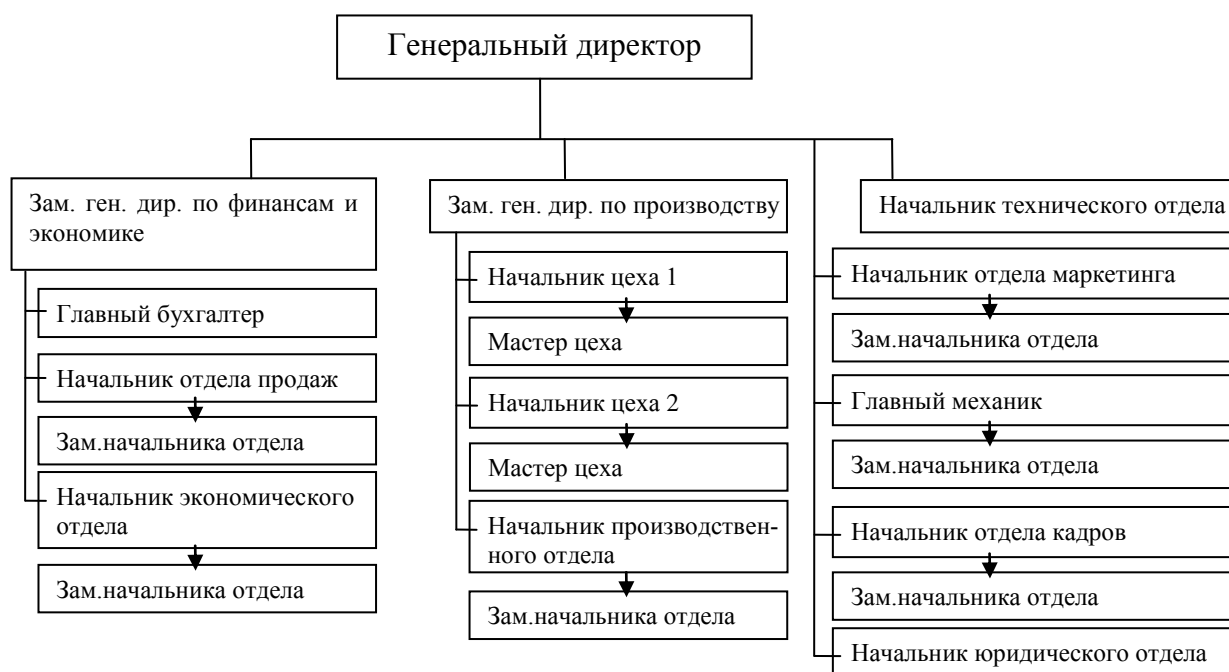 Генеральный директор
Зам. ген. дир. по финансам и
экономике
Главный бухгалтер
Начальник отдела продаж
Зам.начальника отдела
Начальник экономического
отдела
Зам.начальника отдела
Зам. ген. дир. по производству
Начальник цеха 1
Мастер цеха
Начальник цеха 2
Мастер цеха
Начальник производствен-
ного отдела
Зам.начальника отдела
Начальник технического отдела
Начальник отдела маркетинга
Зам.начальника отдела
Главный механик
Зам.начальника отдела
Начальник отдела кадров
Зам.начальника отдела
Начальник юридического отдела